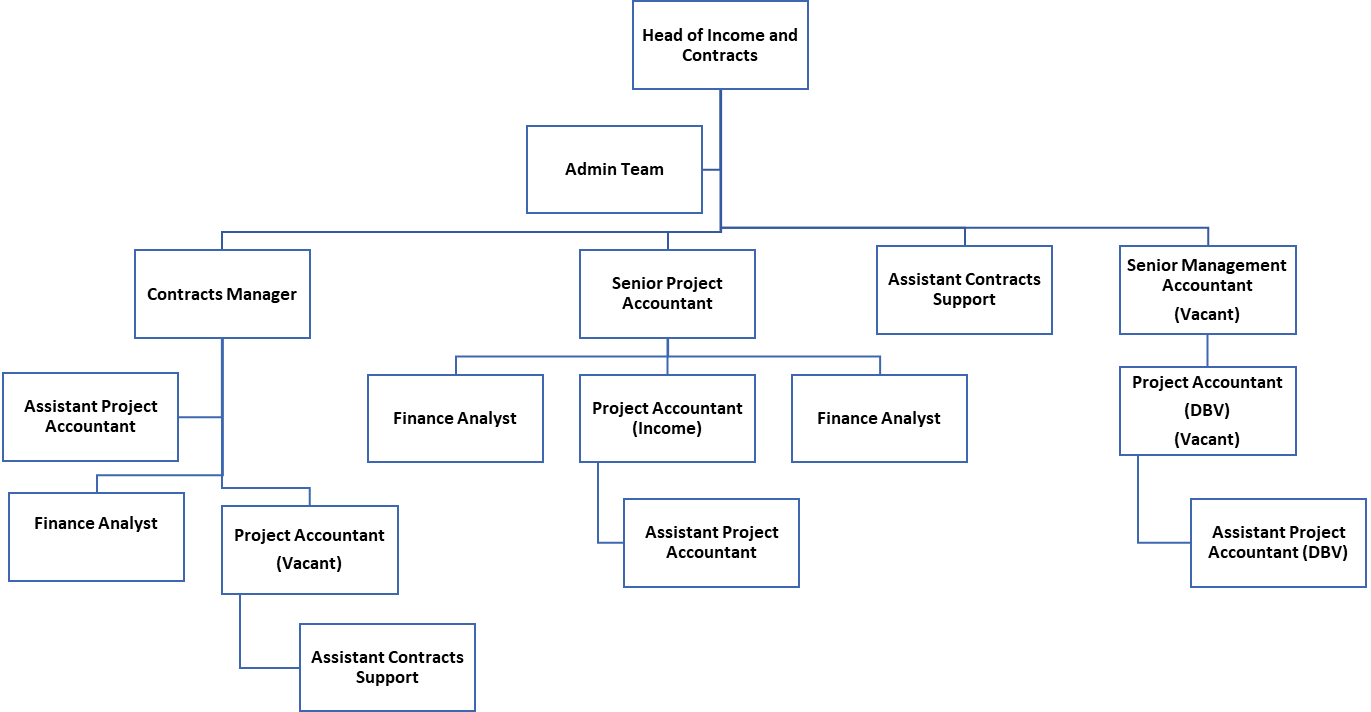 Head of Income and
Contracts
Admin Team
Contracts Manager
Senior Project
Accountant
Assistant Contracts
Support
Senior Management
Accountant
(Vacant)
Assistant Project
Accountant
Finance Analyst
Project Accountant
(Income)
Finance Analyst
Project Accountant
(DBV)
(Vacant)
Finance Analyst
Project Accountant
(Vacant)
Assistant Project
Accountant
Assistant Project
Accountant (DBV)
Assistant Contracts
Support